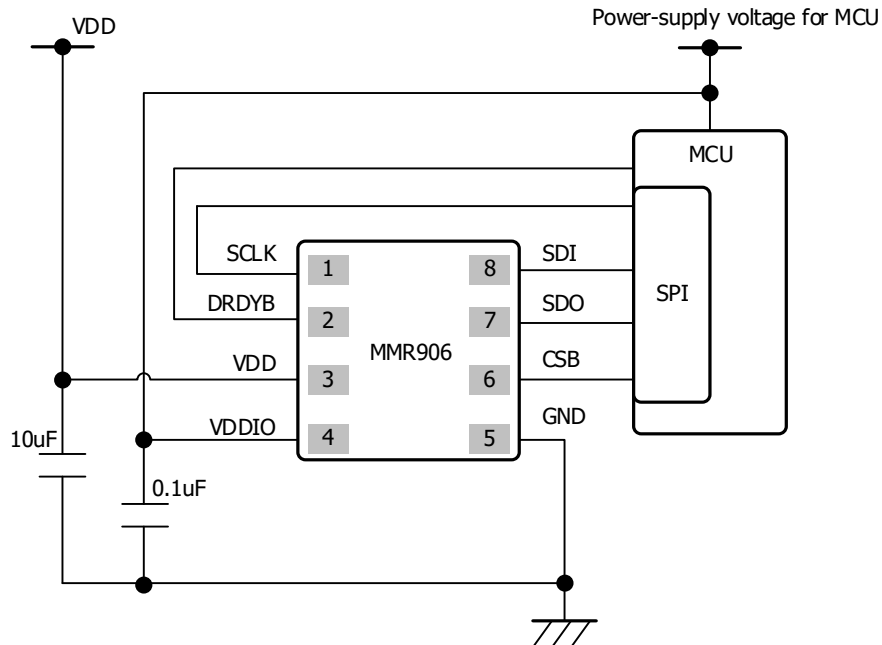 VDD
Power-supply voltage for MCU
MCU
SPI
SCLK
DRDYB
VDD
VDDIO
1
2
3
4
MMR906
8
7
6
5
SDI
SDO
CSB
GND
10uF
0.1uF